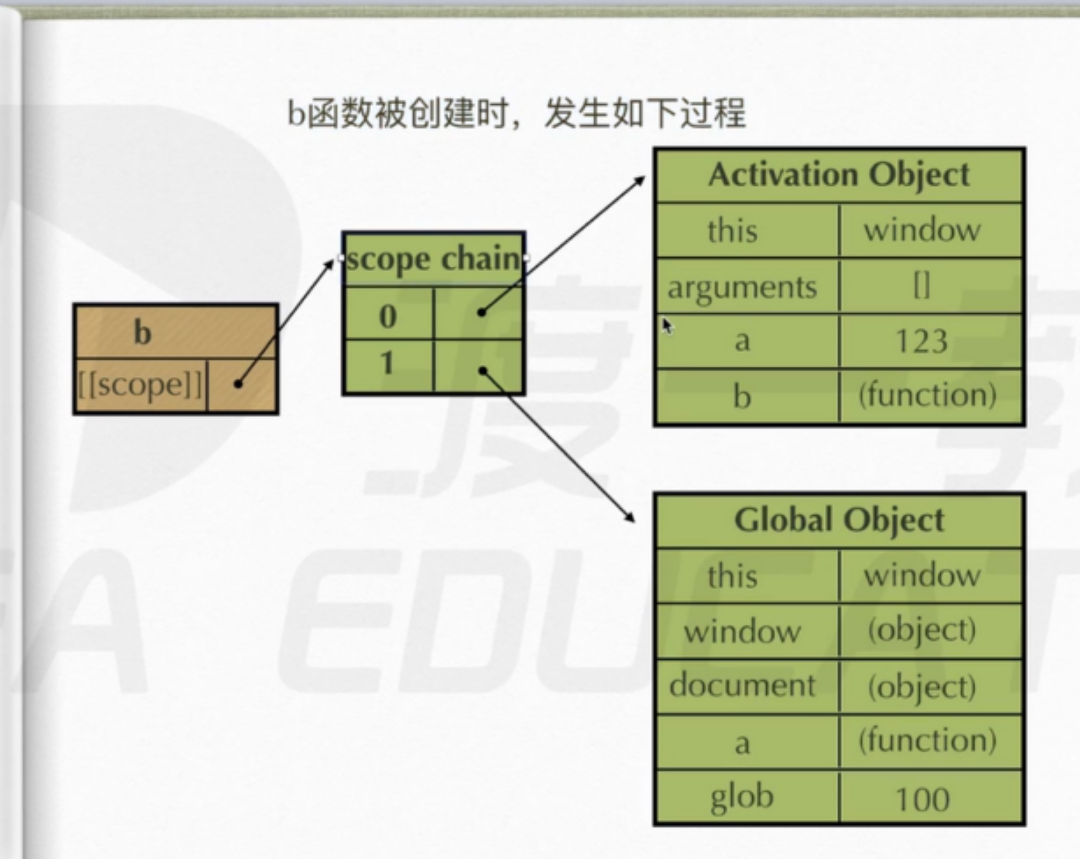 b函数被创建时，发生如下过程
Activation Object
this window
arguments []
a 123
b (function)
scope chain
0
1
b
[[scope]]
Global Object
this window
window (object)
document (object)
a (function)
glob 100
度 教
EDUCAT